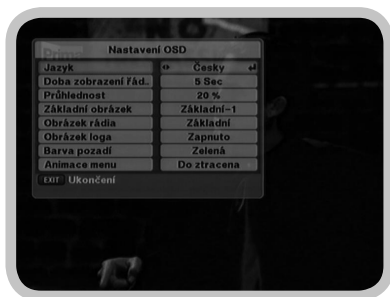 Prima
Nastavení OSD
Jazyk Česky
Doba zobrazení řád.. 5 Sec
Průhlednost 20 %
Základní obrázek Základní-1
Obrázek rádia Základní
Obrázek loga Zapnuto
Barva pozadí Zelená
Animace menu Do ztracena
EXIT Ukončení